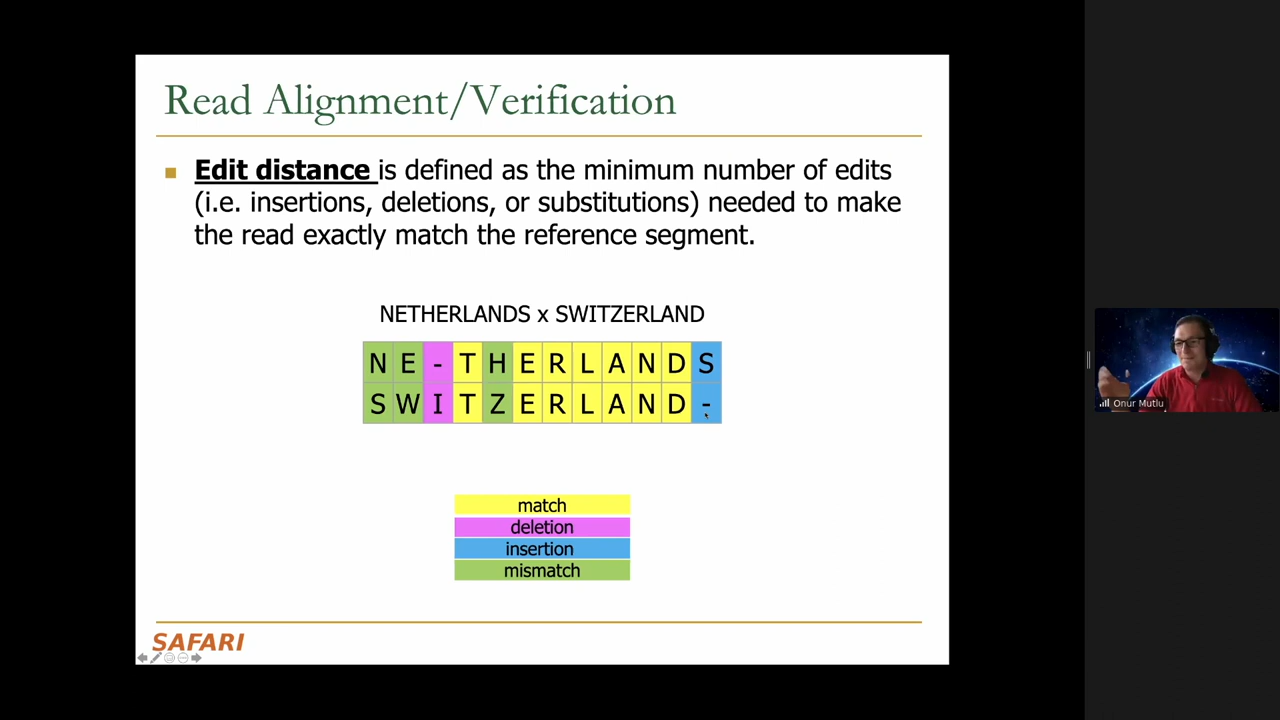 Read Alignment/Verification
Edit distance is defined as the minimum number of edits
(i.e. insertions, deletions, or substitutions) needed to make
the read exactly match the reference segment.
NETHERLANDS x SWITZERLAND
N E - T H E R L A N D S
S W I T Z E R L A N D -
match
deletion
insertion
mismatch
SAFARI
Onur Mutlu